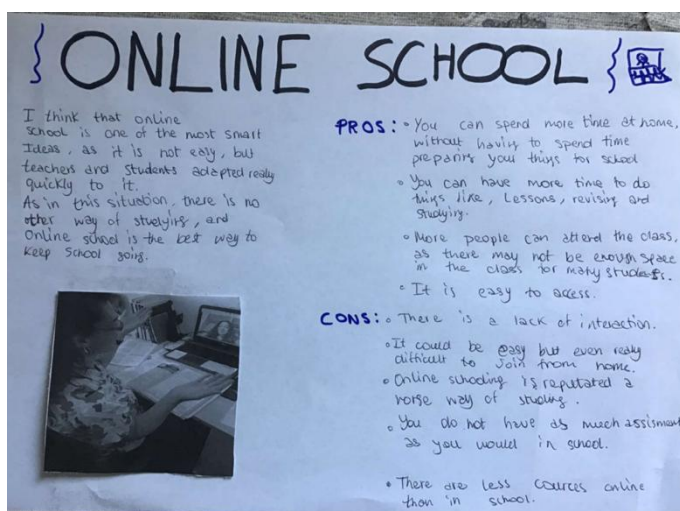 ONLINE SCHOOL
I think that online
school is one of the most smart
Ideas, as it is not easy, but
teachers and students adapted really
quickly to it.
As in this situation, there is no
other way of studying, and
Online school is the best way to
keep school going.
PROS: • You can spend more time at home,
without having to spend time
preparing your things for school
• You can have more time to do
things like, Lessons, revising and
studying.
• More people can attend the class,
as there may not be enough space
in the class for many students.
• It is easy to access.
CONS: • There is a lack of interaction.
• It could be easy but even really
difficult to join from home.
• Online schooling is reputated a
worse way of studing.
• You do not have as much assisment
as you would in school.
• There are less cources online
than in school.